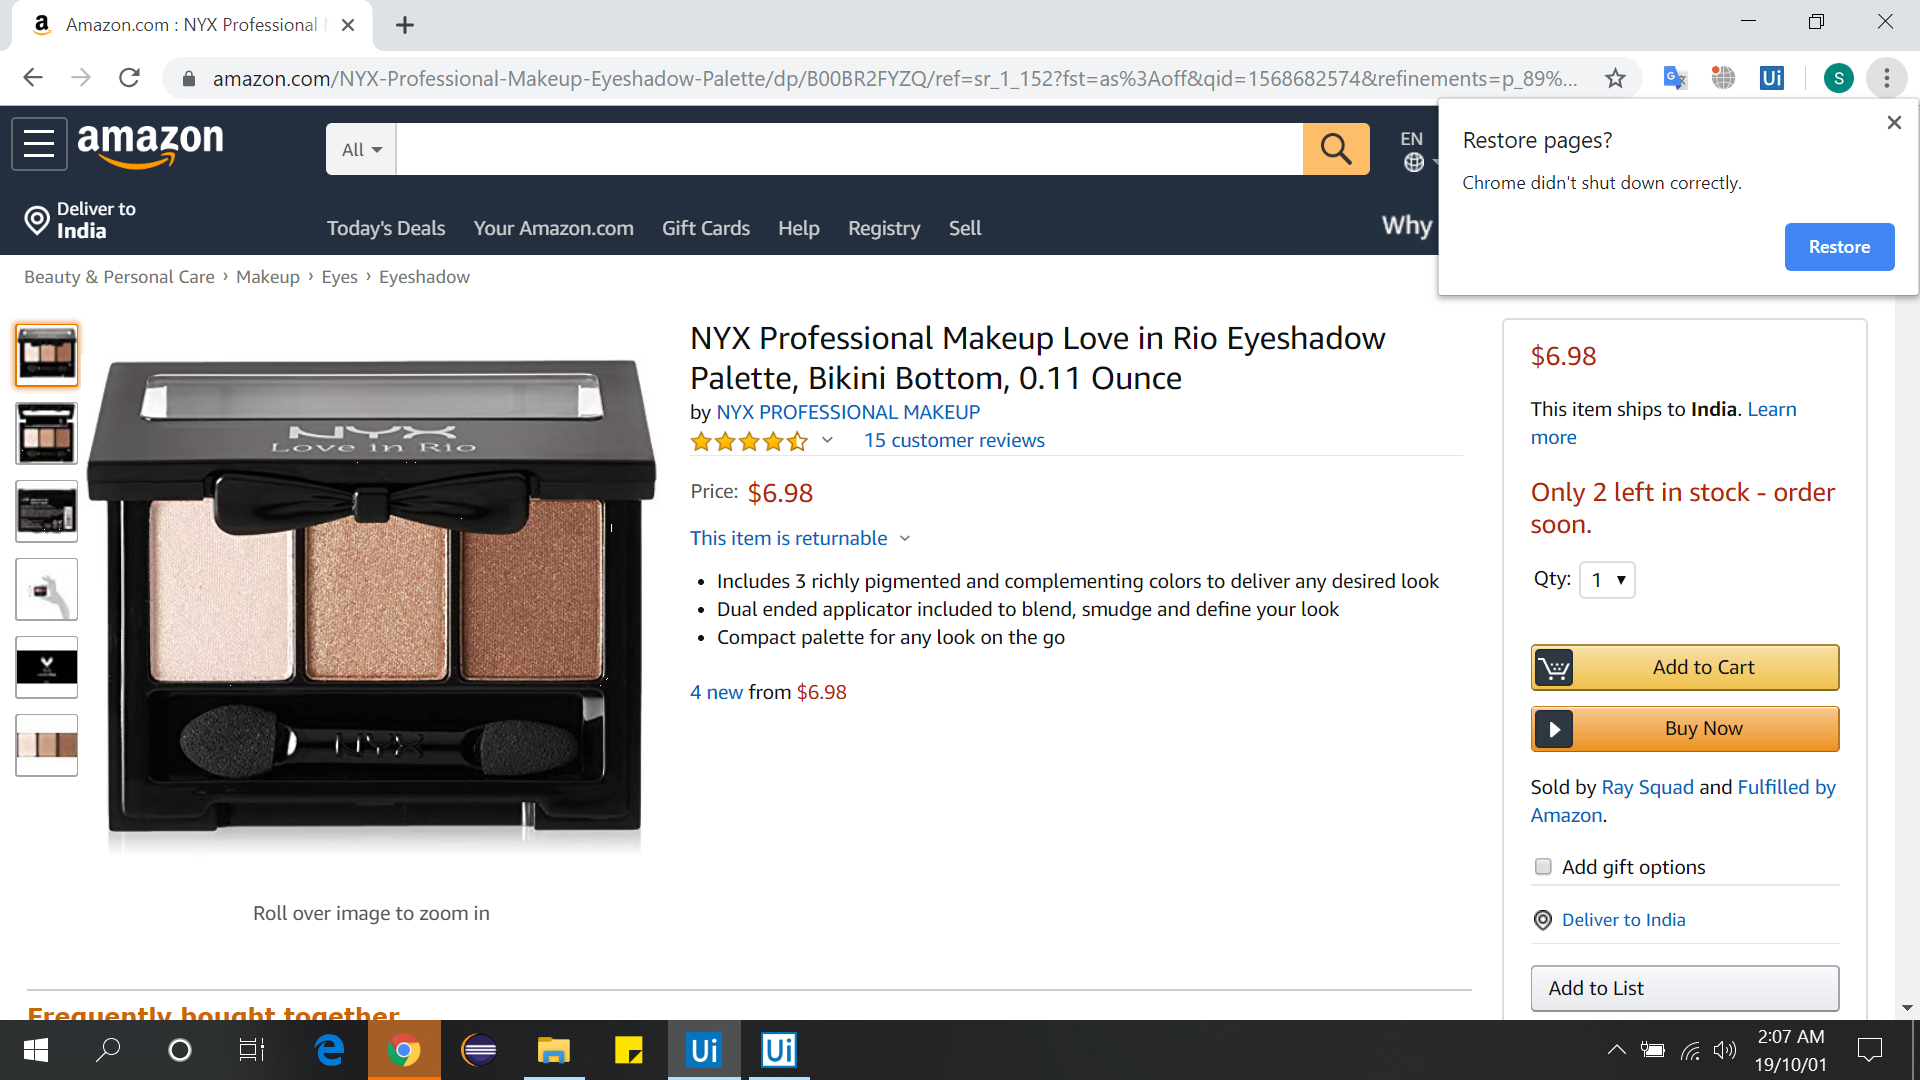 Amazon.com : NYX Professional
amazon.com/NYX-Professional-Makeup-Eyeshadow-Palette/dp/B00BR2FYZQ/ref=sr_1_152?fst=as%3Aoff&qid=1568682574&refinements=p_89%...
S
Restore pages?
Chrome didn't shut down correctly.
Restore
amazon
All
EN
Deliver to
India
Today's Deals
Your Amazon.com
Gift Cards
Help
Registry
Sell
Why
Beauty & Personal Care › Makeup › Eyes › Eyeshadow
NYX
Love in Rio
NYX
Roll over image to zoom in
NYX Professional Makeup Love in Rio Eyeshadow
Palette, Bikini Bottom, 0.11 Ounce
by NYX PROFESSIONAL MAKEUP
15 customer reviews
Price: $6.98
This item is returnable
• Includes 3 richly pigmented and complementing colors to deliver any desired look
• Dual ended applicator included to blend, smudge and define your look
• Compact palette for any look on the go
4 new from $6.98
$6.98
This item ships to India. Learn
more
Only 2 left in stock - order
soon.
Qty: 1
Add to Cart
Buy Now
Sold by Ray Squad and Fulfilled by
Amazon.
Add gift options
Deliver to India
Add to List
Frequently bought together
Ui
Ui
Ui
2:07 AM
19/10/01